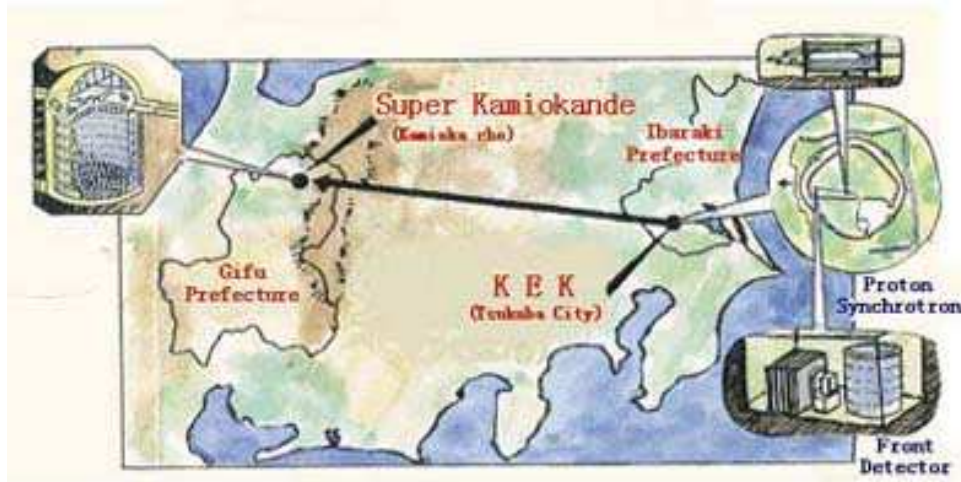 Super Kamiokande
(Kamioka cho)
Ibaraki
Prefecture
Gifu
Prefecture
K E K
(Tsukuba City)
Proton
Synchrotron
Front
Detector